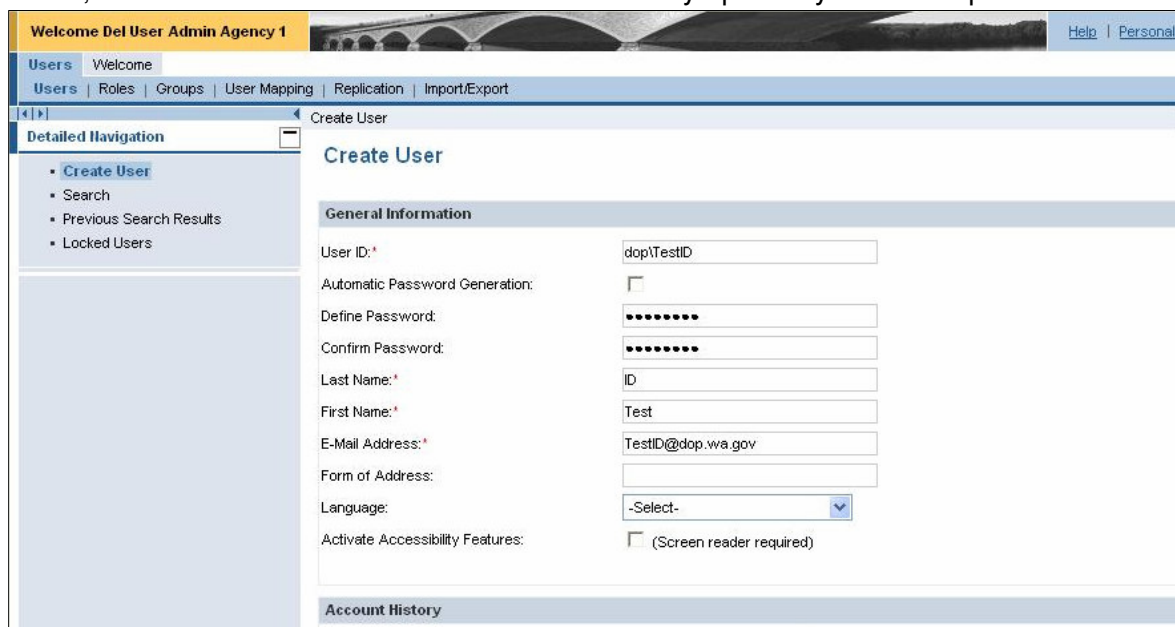 Welcome Del User Admin Agency 1
Help | Personal
Users Welcome
Users | Roles | Groups | User Mapping | Replication | Import/Export
Create User
Detailed Navigation
Create User
Create User
Search
Previous Search Results
Locked Users
General Information
User ID:* dop\TestID
Automatic Password Generation:
Define Password: ••••••••
Confirm Password: ••••••••
Last Name:* ID
First Name:* Test
E-Mail Address:* TestID@dop.wa.gov
Form of Address:
Language: -Select-
Activate Accessibility Features: (Screen reader required)
Account History